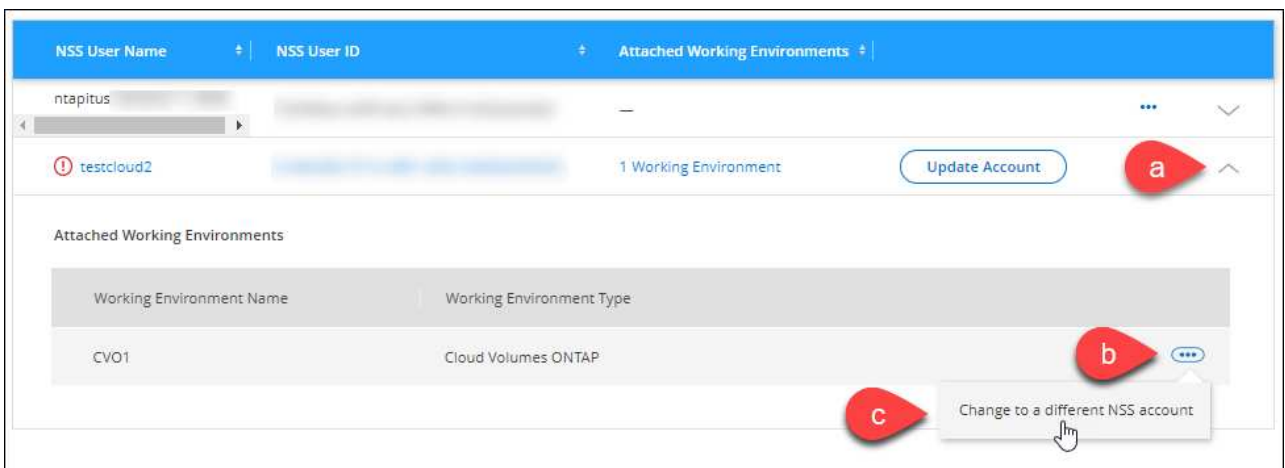 NSS User Name NSS User ID Attached Working Environments
ntapitus
—
testcloud2 1 Working Environment Update Account a
Attached Working Environments
Working Environment Name Working Environment Type
CVO1 Cloud Volumes ONTAP b
c Change to a different NSS account